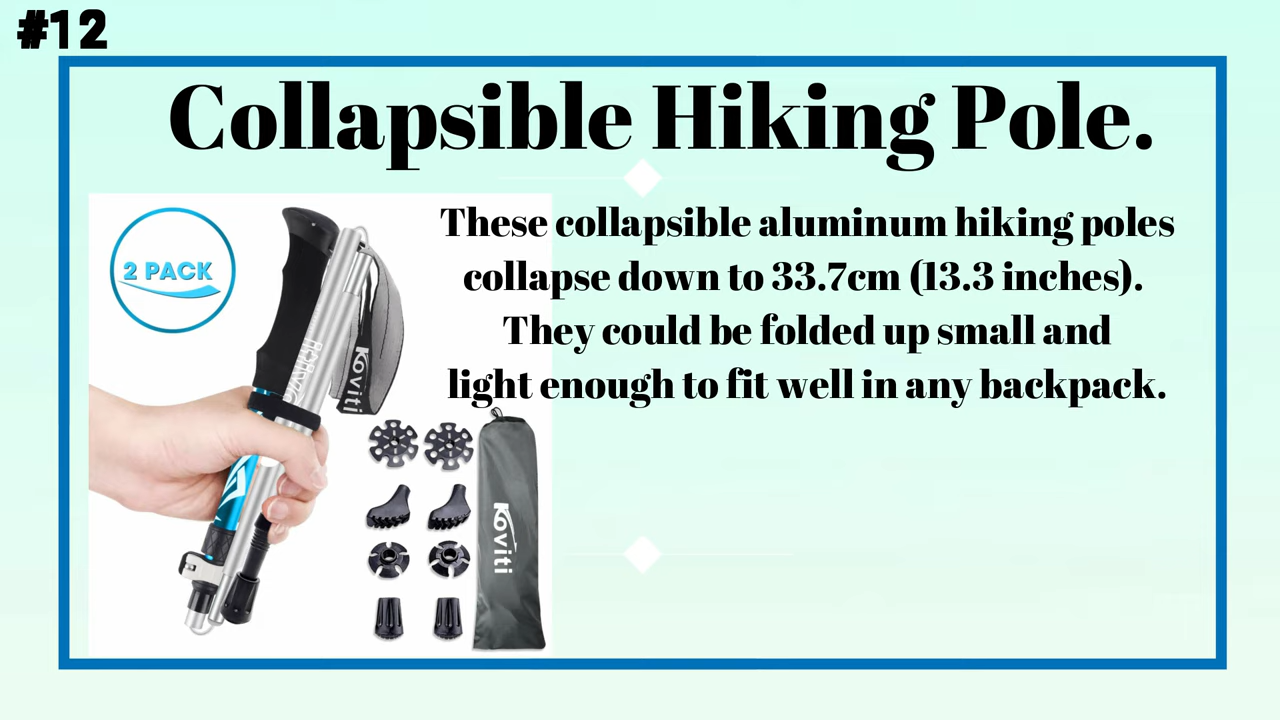 #12
Collapsible Hiking Pole.
These collapsible aluminum hiking poles
collapse down to 33.7cm (13.3 inches).
They could be folded up small and
light enough to fit well in any backpack.
2 PACK
Koviti
Koviti